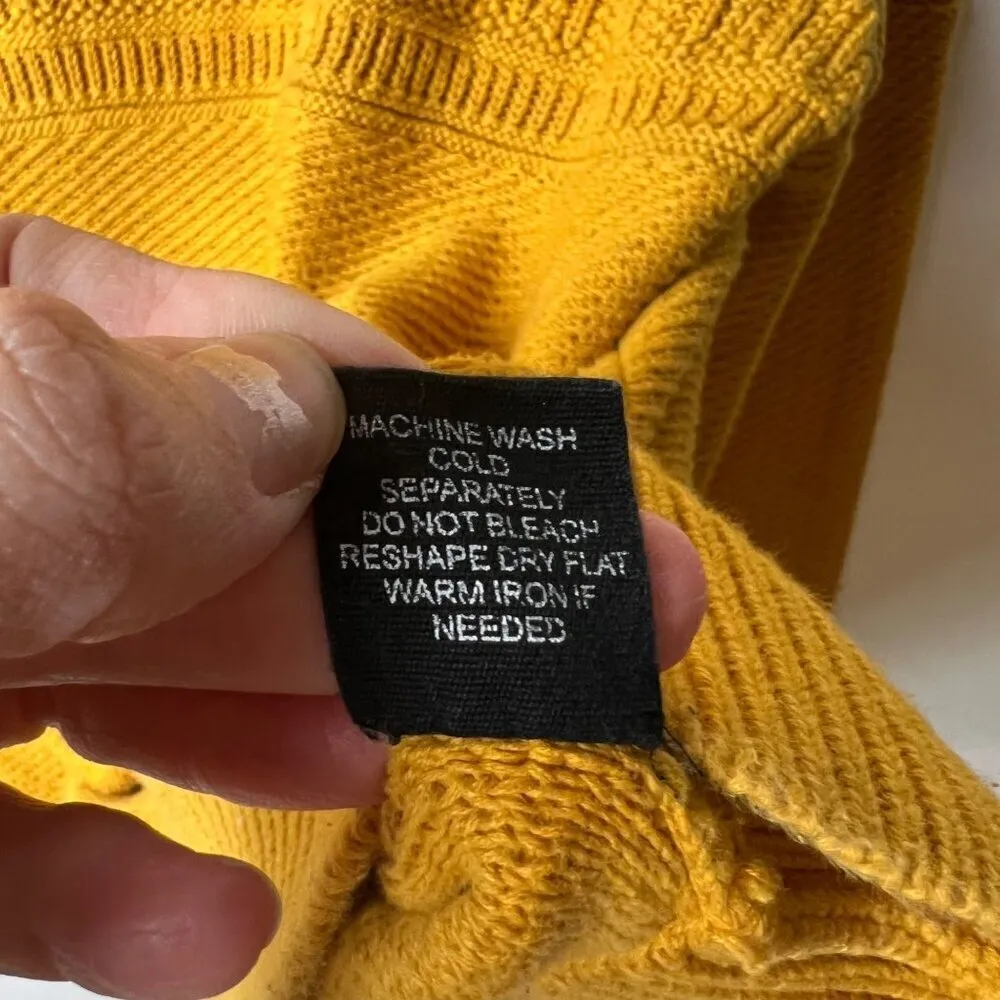 MACHINE WASH
COLD
SEPARATELY
DO NOT BLEACH
RESHAPE DRY FLAT
WARM IRON IF
NEEDED